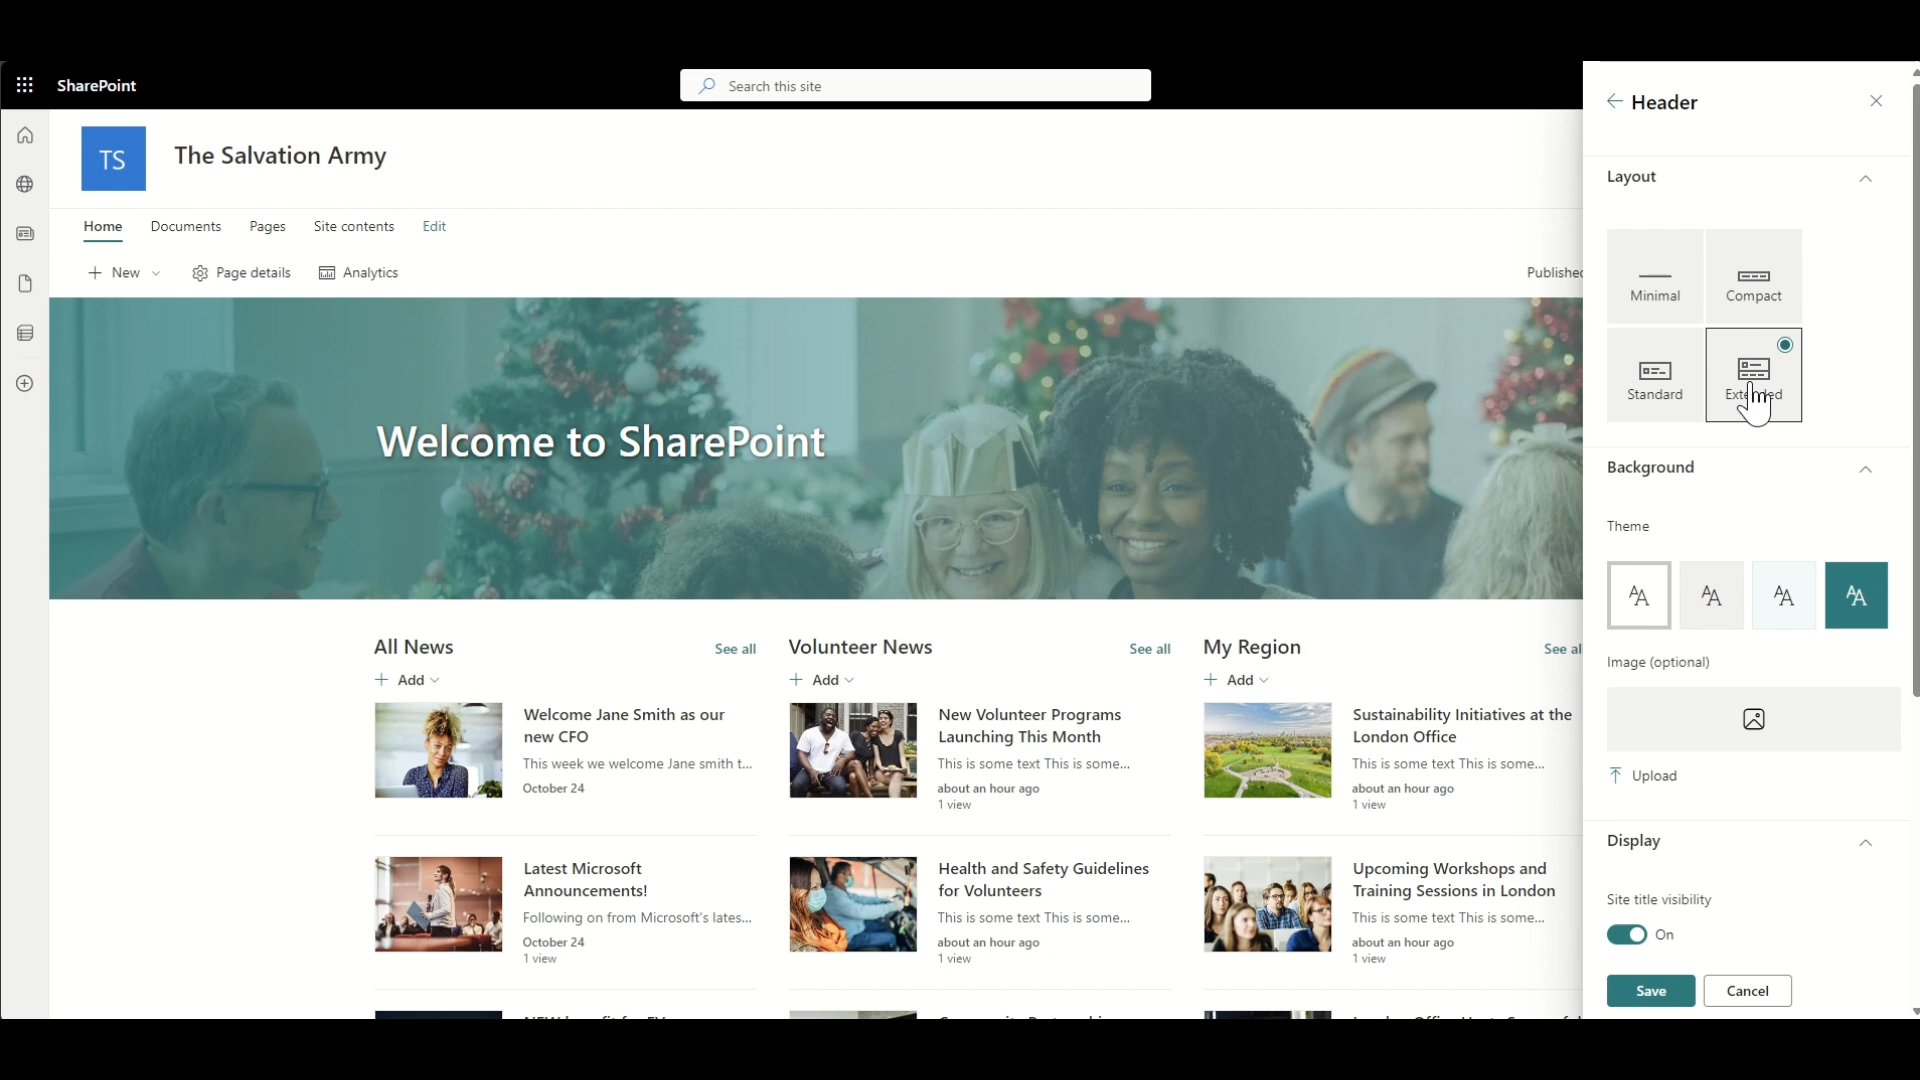 SharePoint
Search this site
Header
TS
The Salvation Army
Layout
Home Documents Pages Site contents Edit
New Page details Analytics
Published
Minimal Compact
Standard
Welcome to SharePoint
Background
Theme
AA AA AA AA
Image (optional)
Upload
Display
Site title visibility
On
Save Cancel
All News See all
Add
Welcome Jane Smith as our
new CFO
This week we welcome Jane smith t...
October 24
Latest Microsoft
Announcements!
Following on from Microsoft's lates...
October 24
1 view
Volunteer News See all
Add
New Volunteer Programs
Launching This Month
This is some text This is some...
about an hour ago
1 view
Health and Safety Guidelines
for Volunteers
This is some text This is some...
about an hour ago
1 view
My Region See al
Add
Sustainability Initiatives at the
London Office
This is some text This is some...
about an hour ago
1 view
Upcoming Workshops and
Training Sessions in London
This is some text This is some...
about an hour ago
1 view